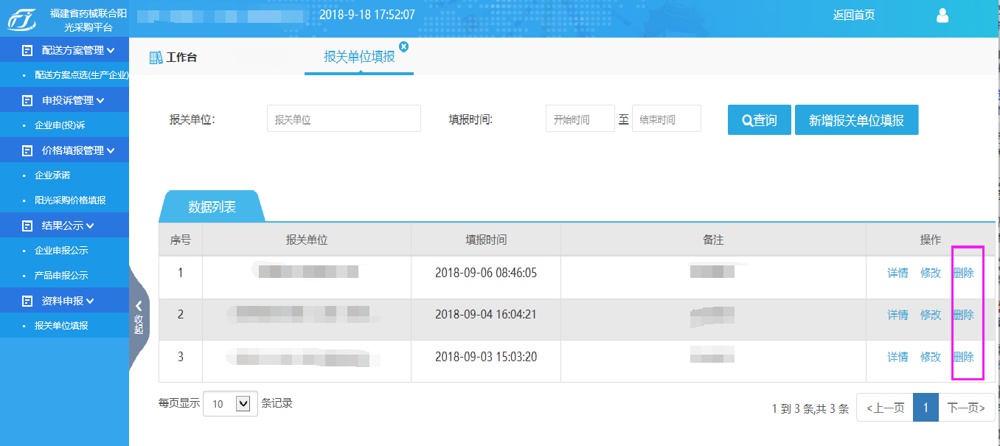 福建省药械联合阳
光采购平台
2018-9-18 17:52:07
返回首页
配送方案管理
配送方案点选(生产企业)
申投诉管理
企业申(投)诉
价格填报管理
企业承诺
阳光采购价格填报
结果公示
企业申报公示
产品申报公示
资料申报
报关单位填报
收起
工作台
报关单位填报
报关单位: 报关单位 填报时间: 开始时间 至 结束时间 查询 新增报关单位填报
数据列表
序号 报关单位 填报时间 备注 操作
1 2018-09-06 08:46:05 详情 修改 删除
2 2018-09-04 16:04:21 详情 修改 删除
3 2018-09-03 15:03:20 详情 修改 删除
每页显示 10 条记录
1 到 3 条,共 3 条 <上一页 1 下一页>